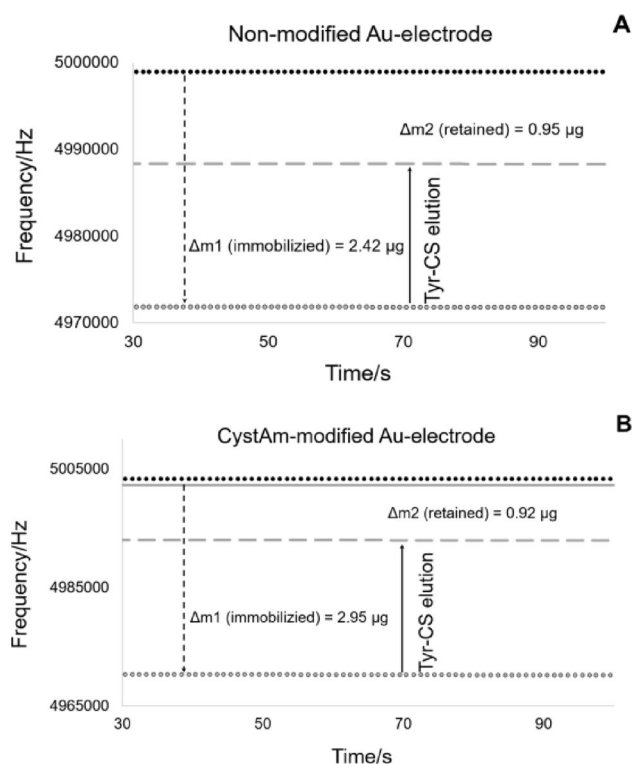 A
Non-modified Au-electrode
5000000
4990000
4980000
4970000
Frequency/Hz
Δm2 (retained) = 0.95 µg
Δm1 (immobilizied) = 2.42 µg
Tyr-CS elution
30 50 70 90
Time/s
B
CystAm-modified Au-electrode
5005000
4985000
4965000
Frequency/Hz
Δm2 (retained) = 0.92 µg
Δm1 (immobilizied) = 2.95 µg
Tyr-CS elution
30 50 70 90
Time/s